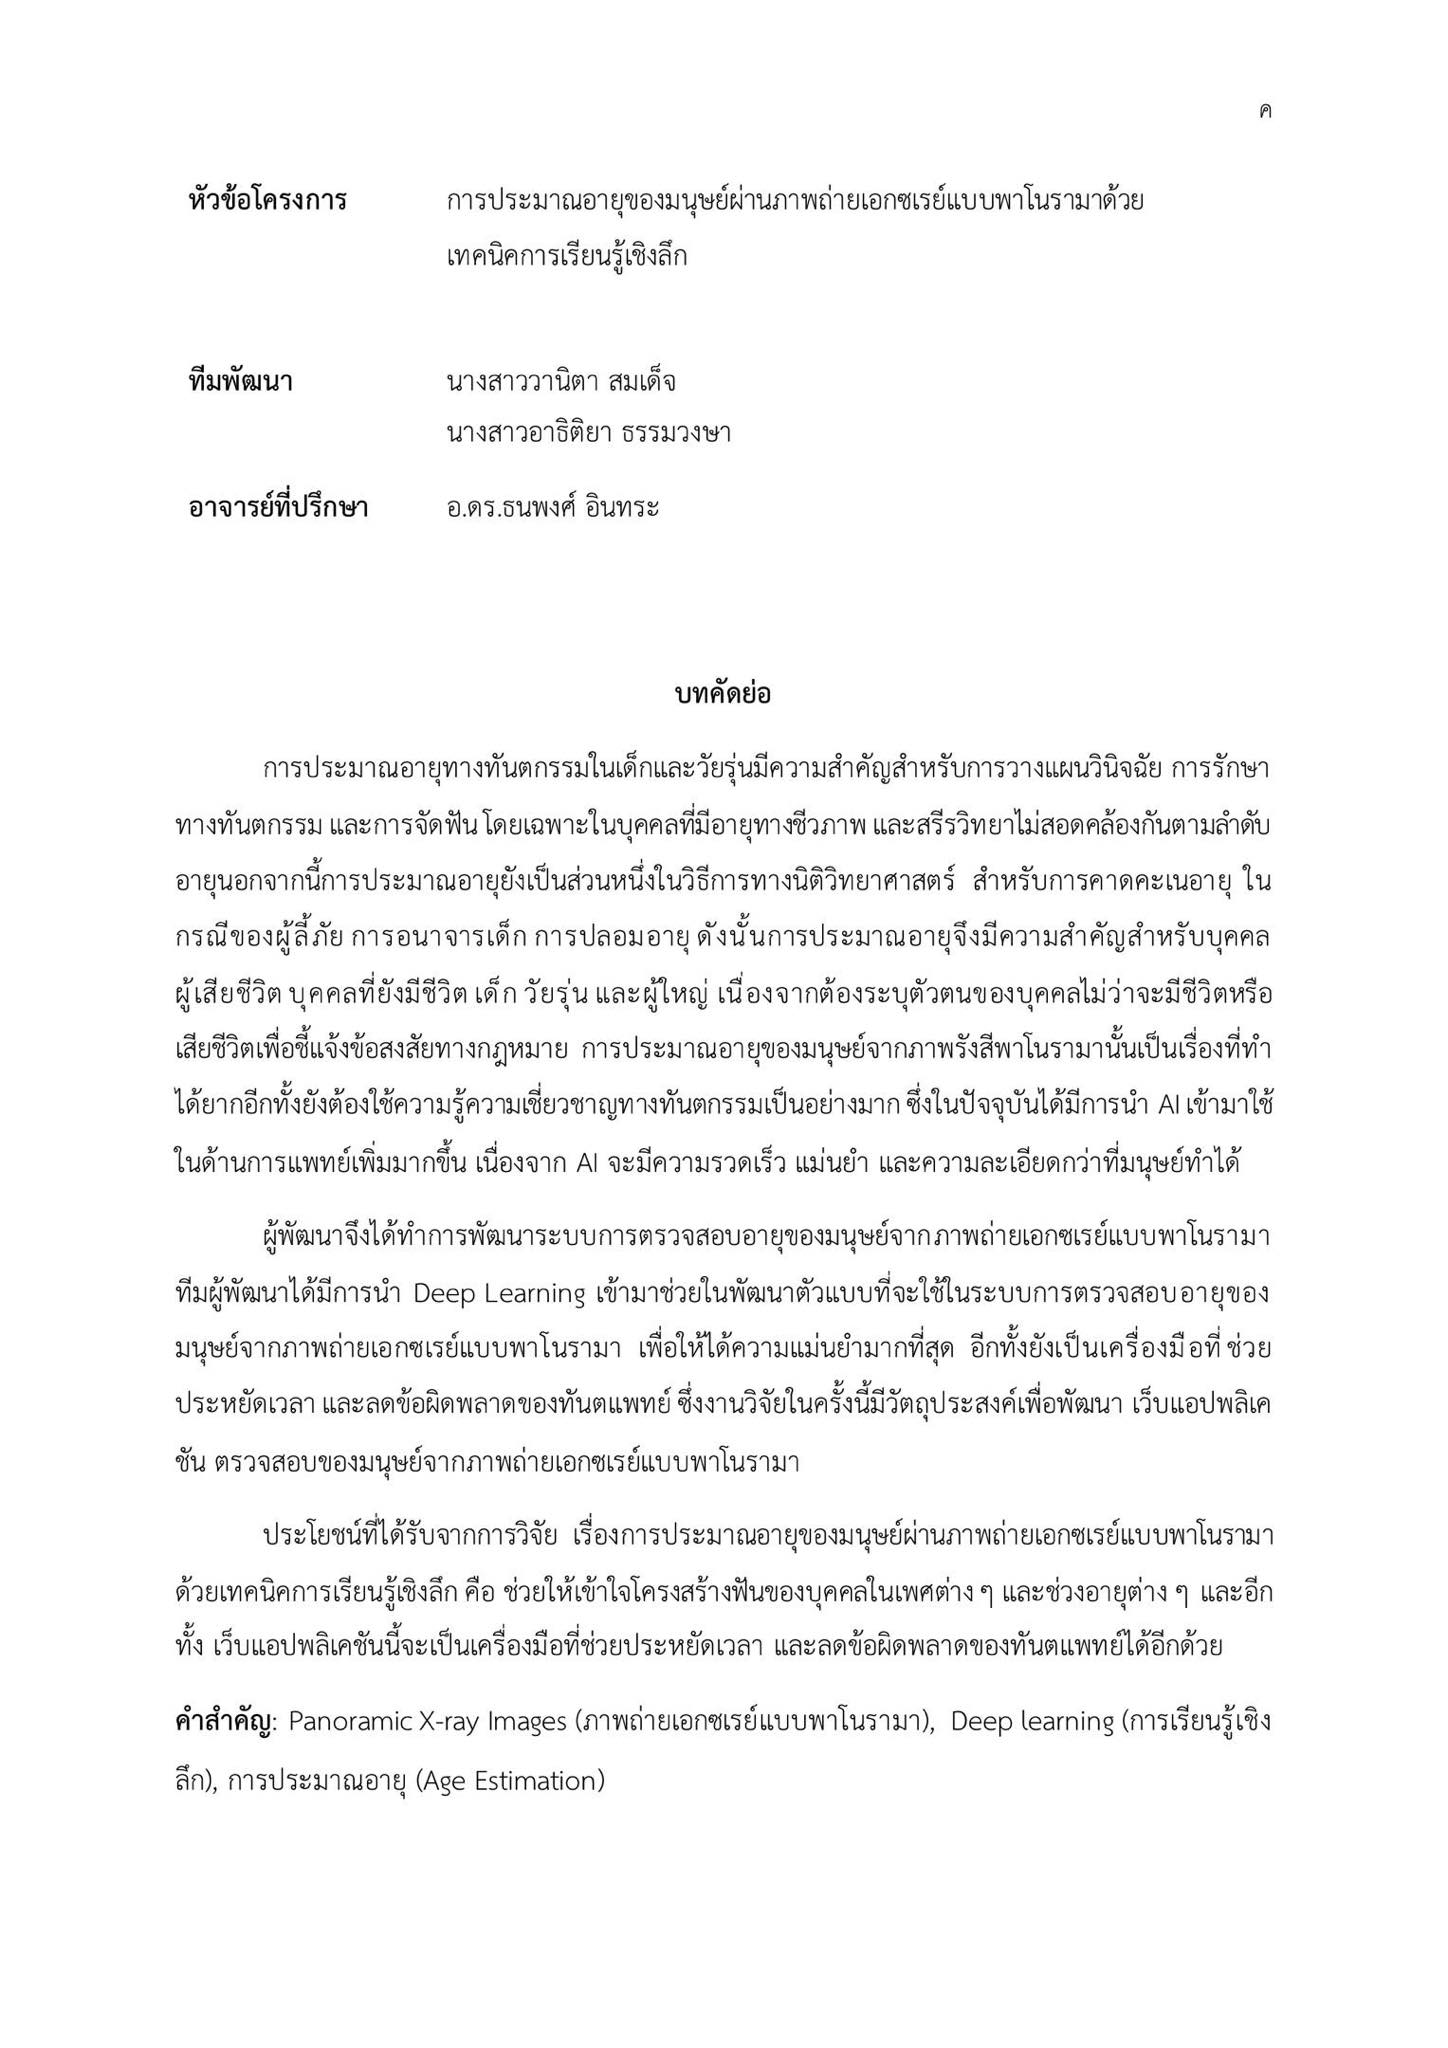 ค
หัวข้อโครงการ การประมาณอายุของมนุษย์ผ่านภาพถ่ายเอกซเรย์แบบพาโนรามาด้วย
เทคนิคการเรียนรู้เชิงลึก
ทีมพัฒนา นางสาววานิตา สมเด็จ
นางสาวอาธิติยา ธรรมวงษา
อาจารย์ที่ปรึกษา อ.ดร.ธนพงศ์ อินทระ
บทคัดย่อ
การประมาณอายุทางทันตกรรมในเด็กและวัยรุ่นมีความสำคัญสำหรับการวางแผนวินิจฉัย การรักษา
ทางทันตกรรม และการจัดฟัน โดยเฉพาะในบุคคลที่มีอายุทางชีวภาพ และสรีรวิทยาไม่สอดคล้องกันตามลำดับ
อายุนอกจากนี้การประมาณอายุยังเป็นส่วนหนึ่งในวิธีการทางนิติวิทยาศาสตร์ สำหรับการคาดคะเนอายุ ใน
กรณีของผู้ลี้ภัย การอนาจารเด็ก การปลอมอายุ ดังนั้นการประมาณอายุจึงมีความสำคัญสำหรับบุคคล
ผู้เสียชีวิต บุคคลที่ยังมีชีวิต เด็ก วัยรุ่น และผู้ใหญ่ เนื่องจากต้องระบุตัวตนของบุคคลไม่ว่าจะมีชีวิตหรือ
เสียชีวิตเพื่อชี้แจ้งข้อสงสัยทางกฎหมาย การประมาณอายุของมนุษย์จากภาพรังสีพาโนรามานั้นเป็นเรื่องที่ทำ
ได้ยากอีกทั้งยังต้องใช้ความรู้ความเชี่ยวชาญทางทันตกรรมเป็นอย่างมาก ซึ่งในปัจจุบันได้มีการนำ AI เข้ามาใช้
ในด้านการแพทย์เพิ่มมากขึ้น เนื่องจาก AI จะมีความรวดเร็ว แม่นยำ และความละเอียดกว่าที่มนุษย์ทำได้
ผู้พัฒนาจึงได้ทำการพัฒนาระบบการตรวจสอบอายุของมนุษย์จากภาพถ่ายเอกซเรย์แบบพาโนรามา
ทีมผู้พัฒนาได้มีการนำ Deep Learning เข้ามาช่วยในพัฒนาตัวแบบที่จะใช้ในระบบการตรวจสอบอายุของ
มนุษย์จากภาพถ่ายเอกซเรย์แบบพาโนรามา เพื่อให้ได้ความแม่นยำมากที่สุด อีกทั้งยังเป็นเครื่องมือที่ช่วย
ประหยัดเวลา และลดข้อผิดพลาดของทันตแพทย์ ซึ่งงานวิจัยในครั้งนี้มีวัตถุประสงค์เพื่อพัฒนา เว็บแอปพลิเค
ชัน ตรวจสอบของมนุษย์จากภาพถ่ายเอกซเรย์แบบพาโนรามา
ประโยชน์ที่ได้รับจากการวิจัย เรื่องการประมาณอายุของมนุษย์ผ่านภาพถ่ายเอกซเรย์แบบพาโนรามา
ด้วยเทคนิคการเรียนรู้เชิงลึก คือ ช่วยให้เข้าใจโครงสร้างฟันของบุคคลในเพศต่าง ๆ และช่วงอายุต่าง ๆ และอีก
ทั้ง เว็บแอปพลิเคชันนี้จะเป็นเครื่องมือที่ช่วยประหยัดเวลา และลดข้อผิดพลาดของทันตแพทย์ได้อีกด้วย
คำสำคัญ: Panoramic X-ray Images (ภาพถ่ายเอกซเรย์แบบพาโนรามา), Deep learning (การเรียนรู้เชิง
ลึก), การประมาณอายุ (Age Estimation)